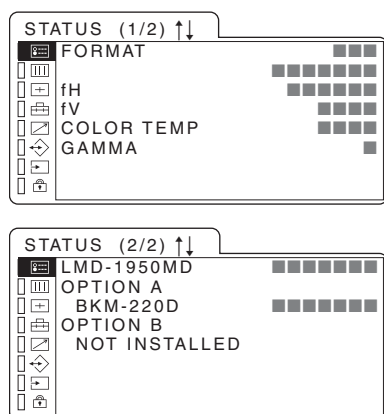 STATUS (1/2) ↑↓
FORMAT ■■■
■■■■■■■
fH ■■■■■■
fV ■■■■
COLOR TEMP ■■■■
GAMMA ■
STATUS (2/2) ↑↓
LMD-1950MD ■■■■■■■
OPTION A
BKM-220D ■■■■■■■
OPTION B
NOT INSTALLED